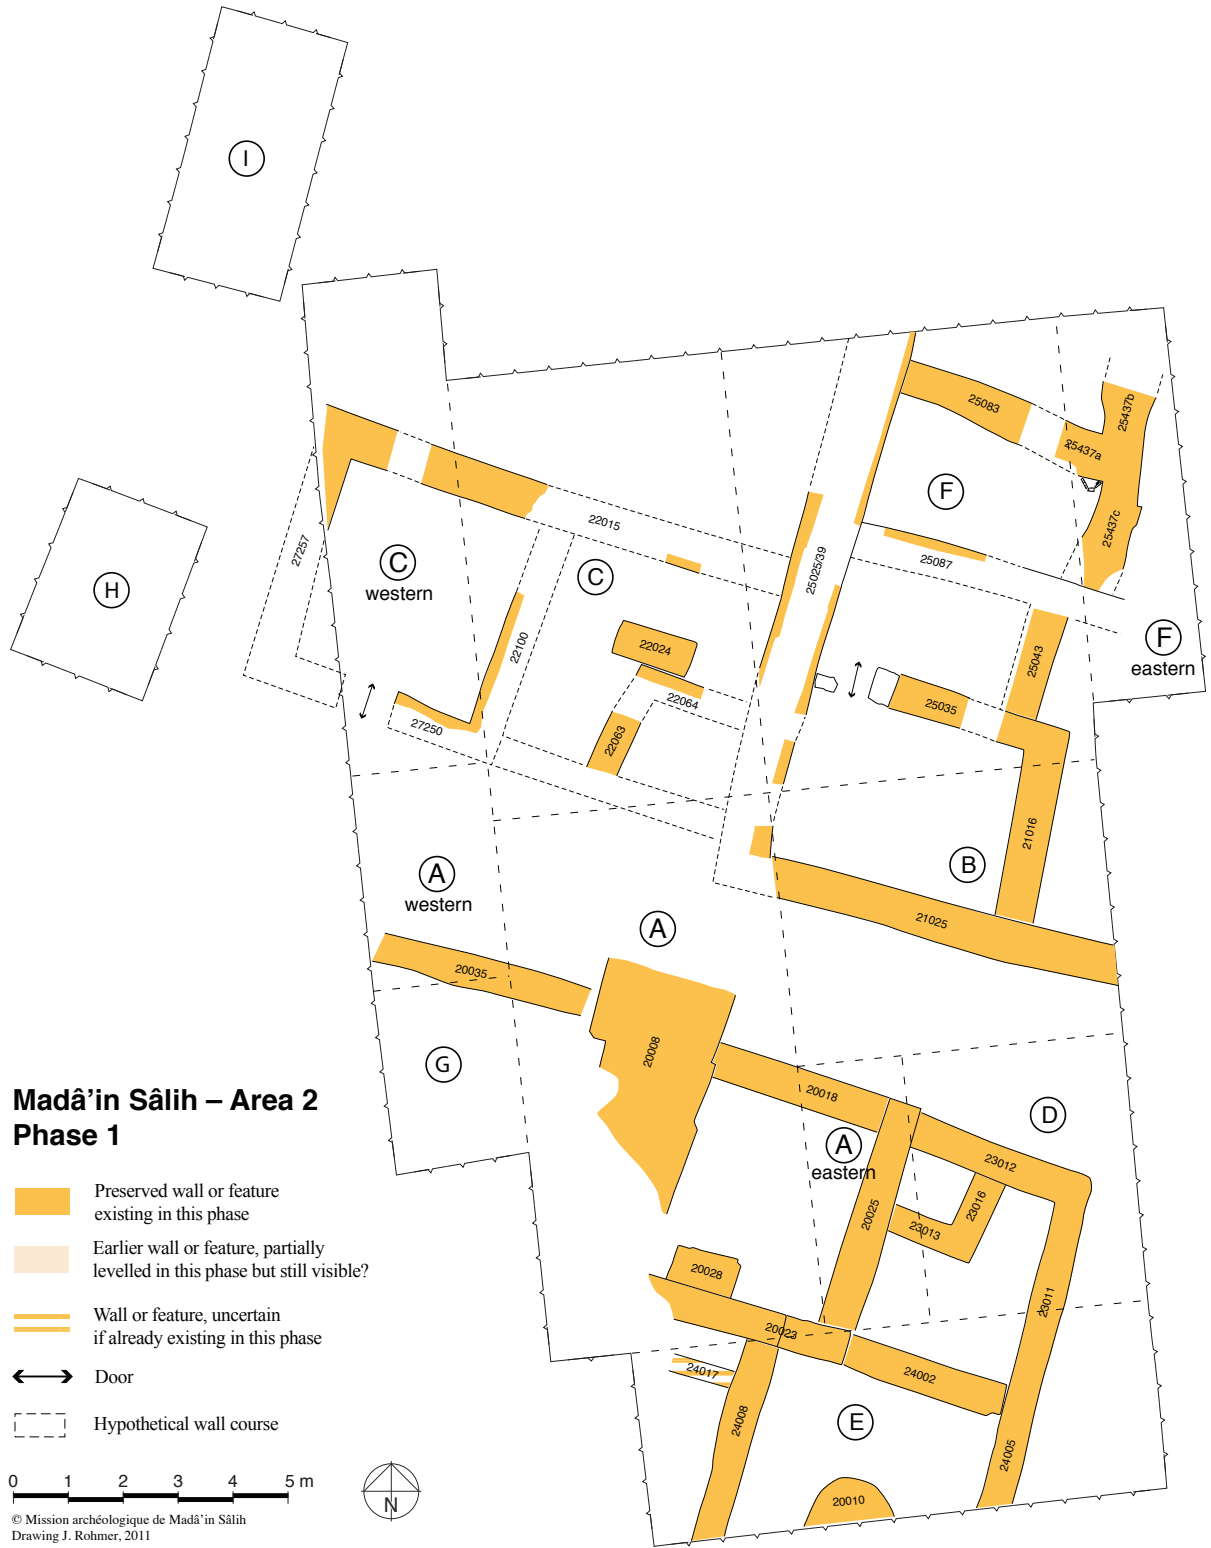 I
25083
25437b
25437a
F
25437c
22015
27257
C
western
C
25025/39
25087
H
22100
22024
F
eastern
25043
22064
25035
27250
22063
21016
B
A
western
A
21025
20035
20008
G
Madâ’in Sâlih – Area 2
Phase 1
20018
D
A
eastern
23012
Preserved wall or feature
existing in this phase
20025
23016
23013
Earlier wall or feature, partially
levelled in this phase but still visible?
20028
23011
Wall or feature, uncertain
if already existing in this phase
20023
24017
24002
Door
24008
E
Hypothetical wall course
24005
0 1 2 3 4 5 m
N
20010
© Mission archéologique de Madâ’in Sâlih
Drawing J. Rohmer, 2011